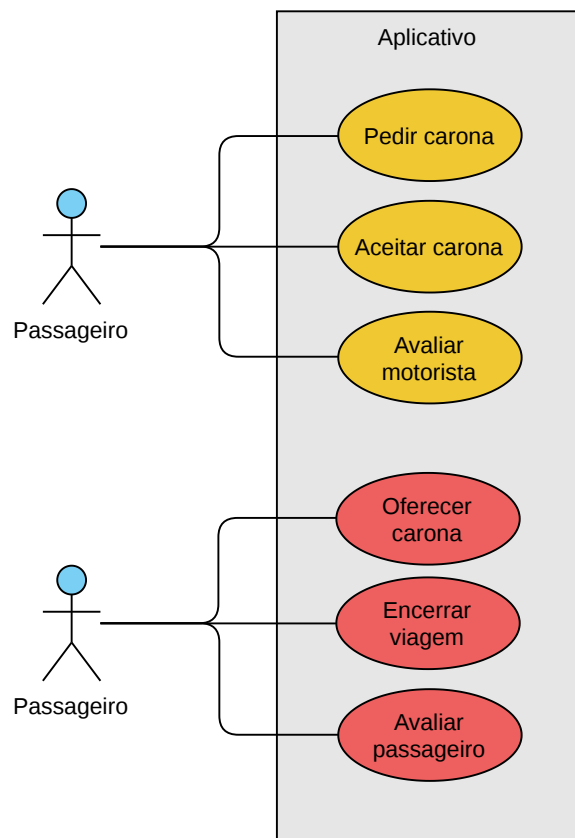 Aplicativo
Pedir carona
Aceitar carona
Avaliar
motorista
Passageiro
Oferecer
carona
Encerrar
viagem
Avaliar
passageiro
Passageiro